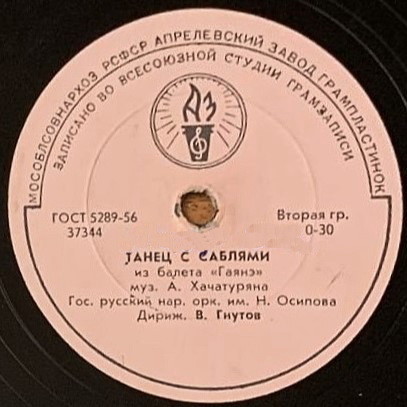 МОСОБЛСОВНАРХОЗ РСФСР АПРЕЛЕВСКИЙ ЗАВОД ГРАМПЛАСТИНОК
ЗАПИСАНО ВО ВСЕСОЮЗНОЙ СТУДИИ ГРАМЗАПИСИ
АЗ
ГОСТ 5289-56 Вторая гр.
37344 0-30
ТАНЕЦ С САБЛЯМИ
из балета «Гаянэ»
муз. А. Хачатуряна
Гос. русский нар. орк. им. Н. Осипова
Дириж. В. Гнутов